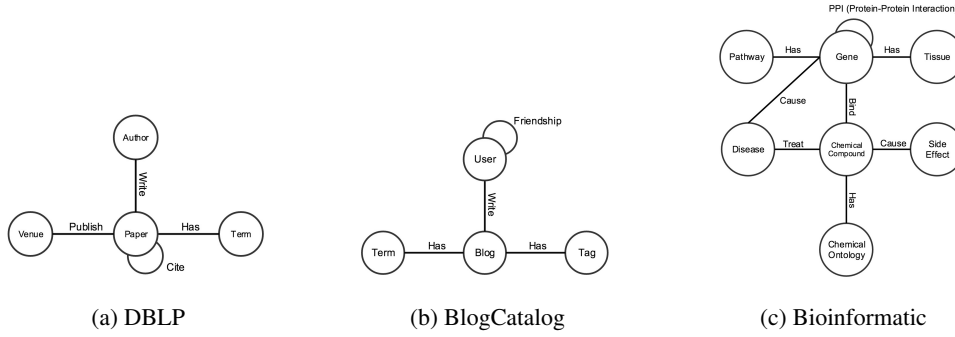 Author
Write
Venue
Publish
Paper
Has
Term
Cite
(a) DBLP
Friendship
User
Write
Term
Has
Blog
Has
Tag
(b) BlogCatalog
PPI (Protein-Protein Interaction
Pathway
Has
Gene
Has
Tissue
Cause
Bind
Disease
Treat
Chemical
Compound
Cause
Side
Effect
Has
Chemical
Ontology
(c) Bioinformatic